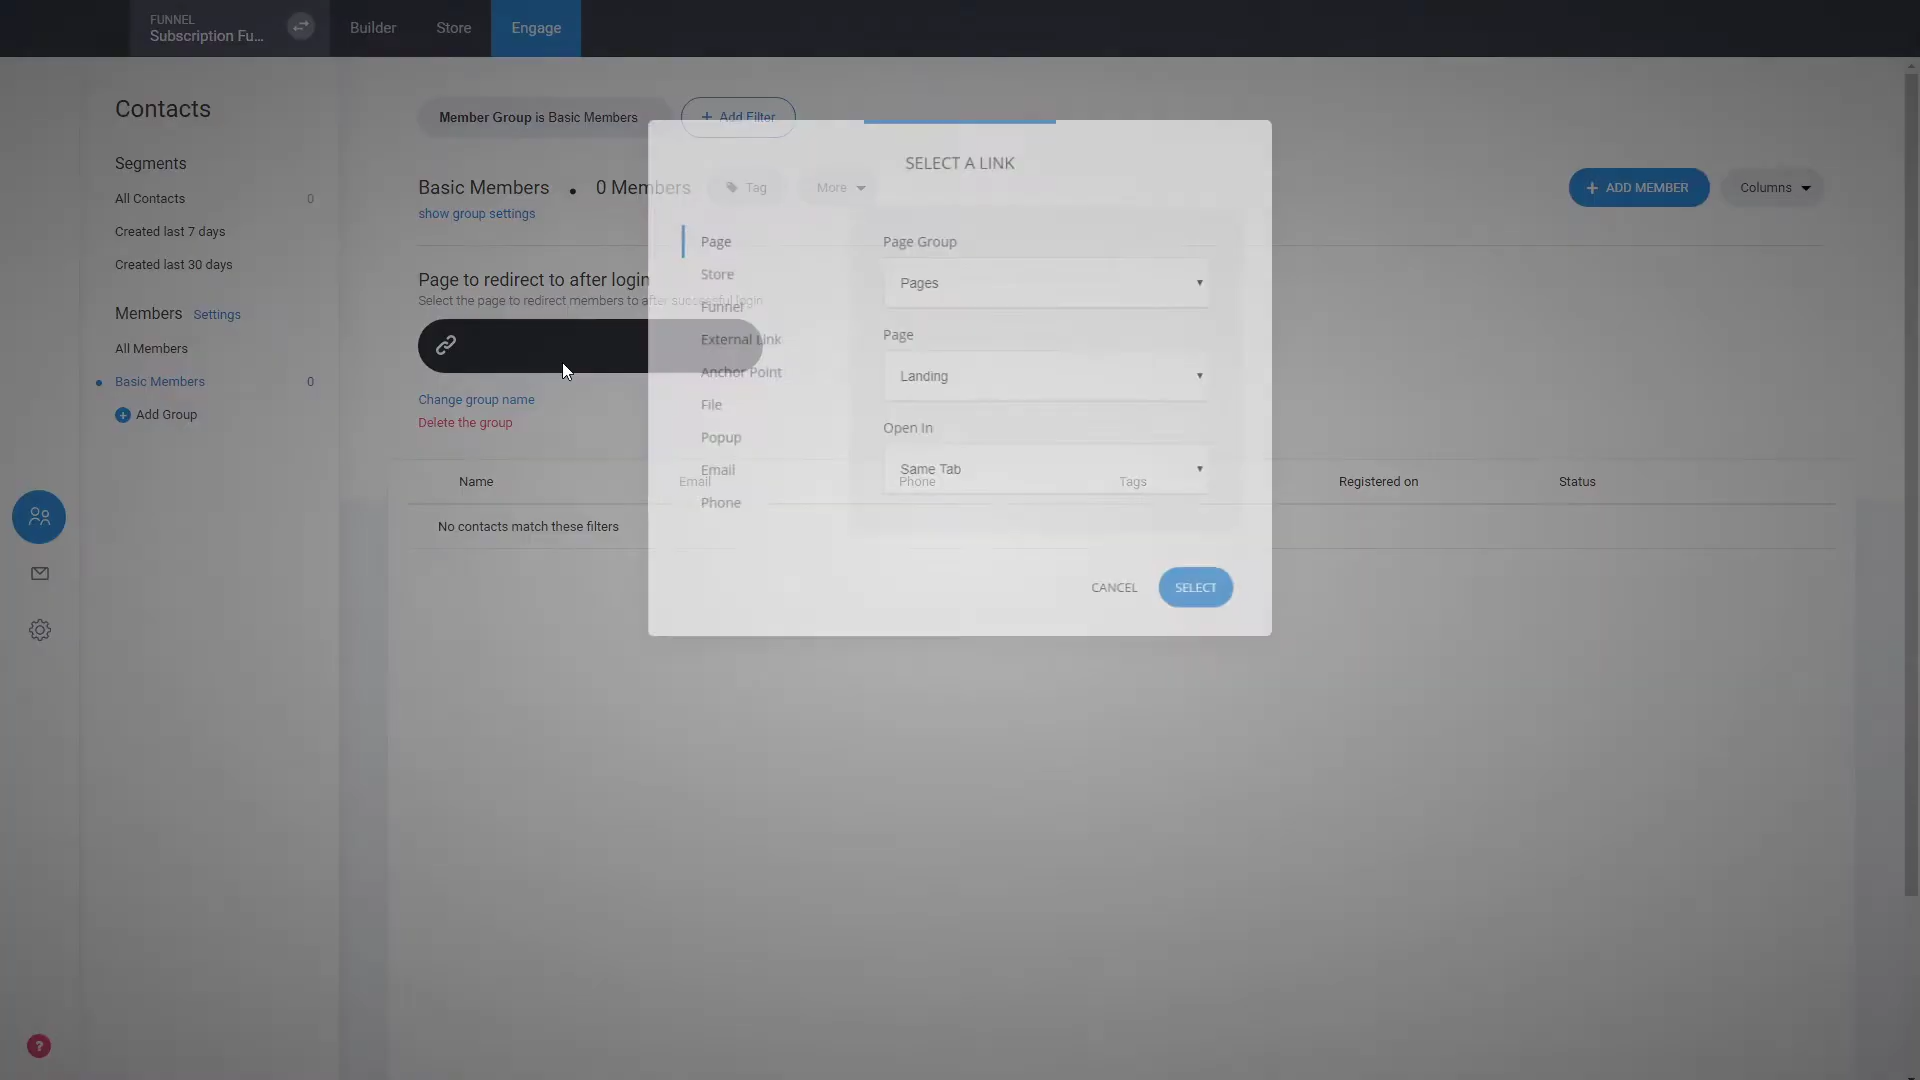 FUNNEL
Subscription Fu...
Builder
Store
Engage
Contacts
Segments
All Contacts 0
Created last 7 days
Created last 30 days
Members Settings
All Members
Basic Members 0
+ Add Group
Member Group is Basic Members
+ Add Filter
Basic Members • 0 Members
Tag
More
+ ADD MEMBER
Columns
show group settings
Page to redirect to after login
Select the page to redirect members to after successful login
Change group name
Delete the group
Name Email Phone Tags Registered on Status
No contacts match these filters
SELECT A LINK
Page
Store
Funnel
External Link
Anchor Point
File
Popup
Email
Phone
Page Group
Pages
Page
Landing
Open In
Same Tab
CANCEL
SELECT
?